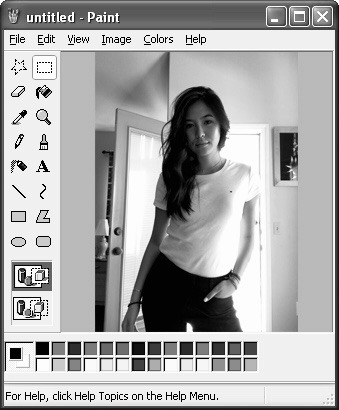 untitled - Paint
File Edit View Image Colors Help
A
For Help, click Help Topics on the Help Menu.